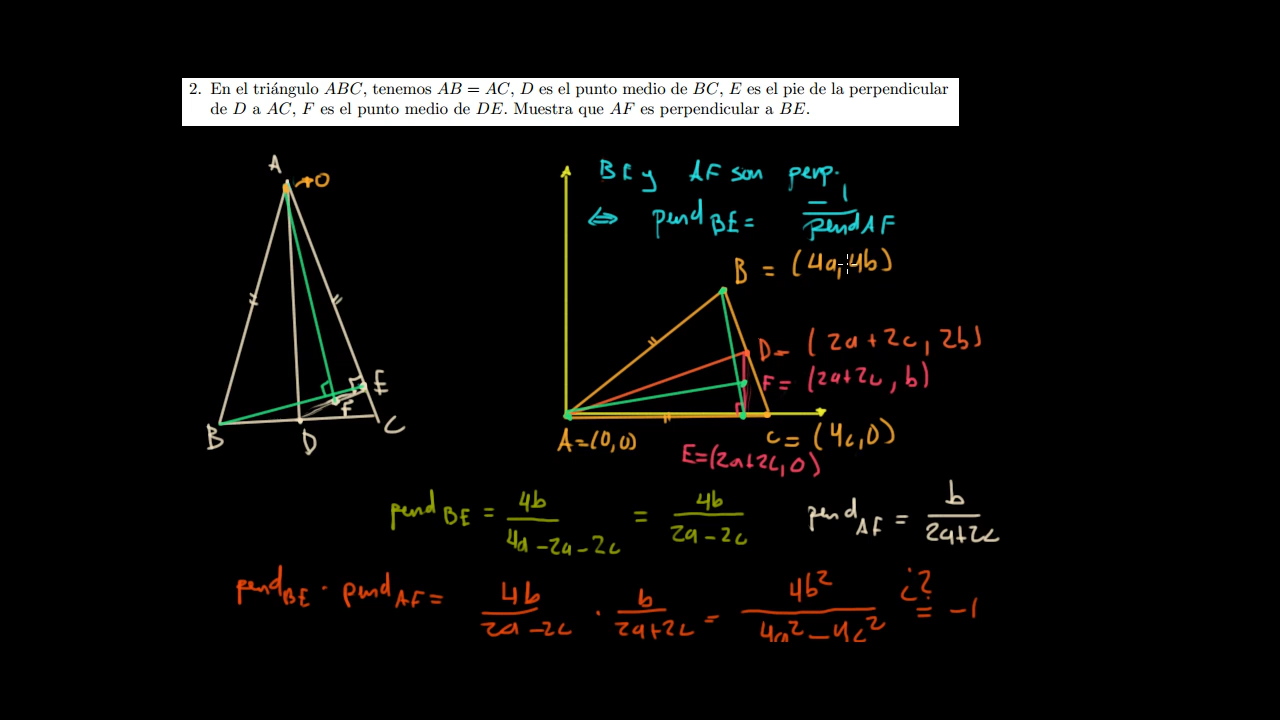 2. En el triángulo ABC, tenemos AB = AC, D es el punto medio de BC, E es el pie de la perpendicular
de D a AC, F es el punto medio de DE. Muestra que AF es perpendicular a BE.
A
→0
B
D
F
E
C
BE y AF son perp.
⇔ pend BE = -1 / pend AF
B = (4a, 4b)
D = (2a+2c, 2b)
F = (2a+2c, b)
A=(0,0)
C = (4c, 0)
E=(2a+2c, 0)
pend BE = 4b / (4a-2a-2c) = 4b / (2a-2c)
pend AF = b / (2a+2c)
pend BE · pend AF = 4b / (2a-2c) · b / (2a+2c) = 4b² / (4a²-4c²) ¿?= -1